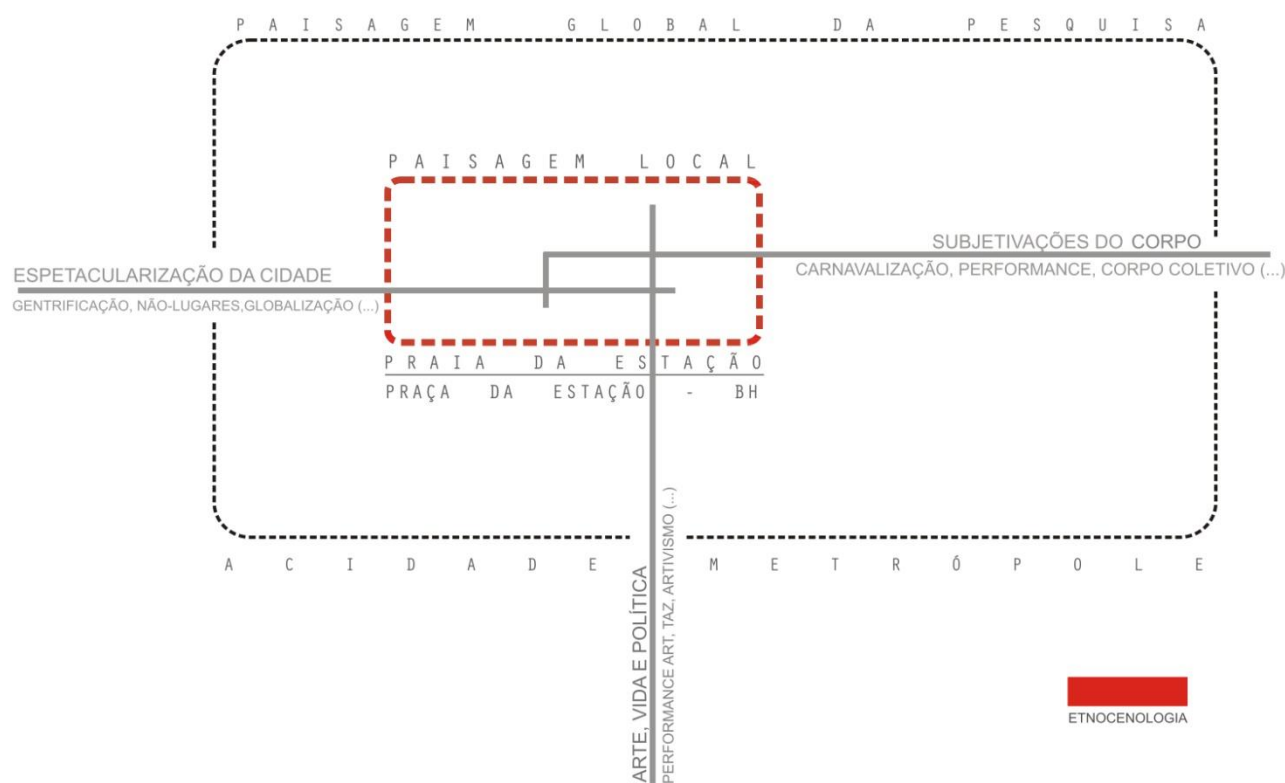 PAISAGEM GLOBAL DA PESQUISA
PAISAGEM LOCAL
SUBJETIVAÇÕES DO CORPO
CARNAVALIZAÇÃO, PERFORMANCE, CORPO COLETIVO (...)
ESPETACULARIZAÇÃO DA CIDADE
GENTRIFICAÇÃO, NÃO-LUGARES,GLOBALIZAÇÃO (...)
PRAIA DA ESTAÇÃO
PRAÇA DA ESTAÇÃO - BH
A CIDADE METRÓPOLE
ARTE, VIDA E POLÍTICA
PERFORMANCE ART, TAZ, ARTIVISMO (...)
ETNOCENOLOGIA